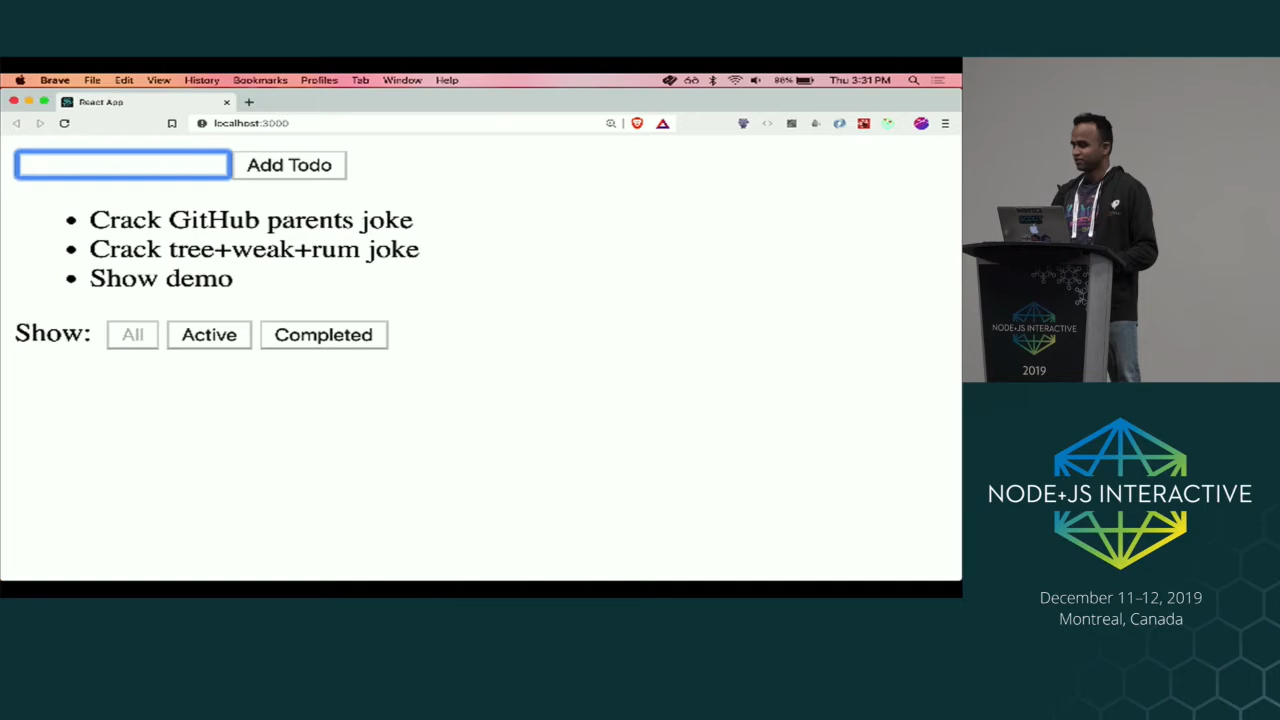 Brave File Edit View History Bookmarks Profiles Tab Window Help 98% Thu 3:31 PM
React App
localhost:3000
Add Todo
Crack GitHub parents joke
Crack tree+weak+rum joke
Show demo
Show: All Active Completed
NODE+JS INTERACTIVE
2019
NODE+JS INTERACTIVE
December 11–12, 2019
Montreal, Canada